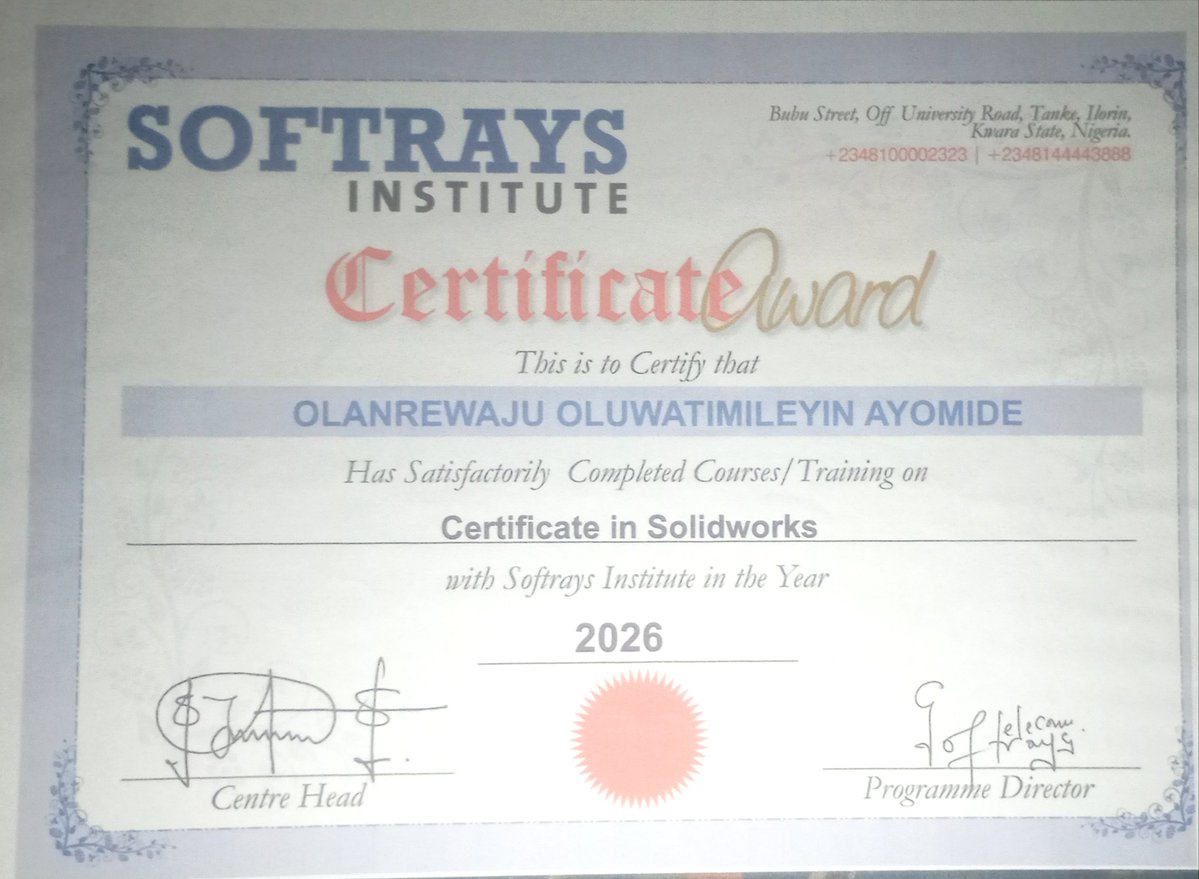 SOFTRAYS
INSTITUTE
Bubu Street, Off University Road, Tanke, Ilorin,
Kwara State, Nigeria.
+2348100002323 | +2348144443888
Certificate Award
This is to Certify that
OLANREWAJU OLUWATIMILEYIN AYOMIDE
Has Satisfactorily Completed Courses/Training on
Certificate in Solidworks
with Softrays Institute in the Year
2026
Centre Head
Programme Director